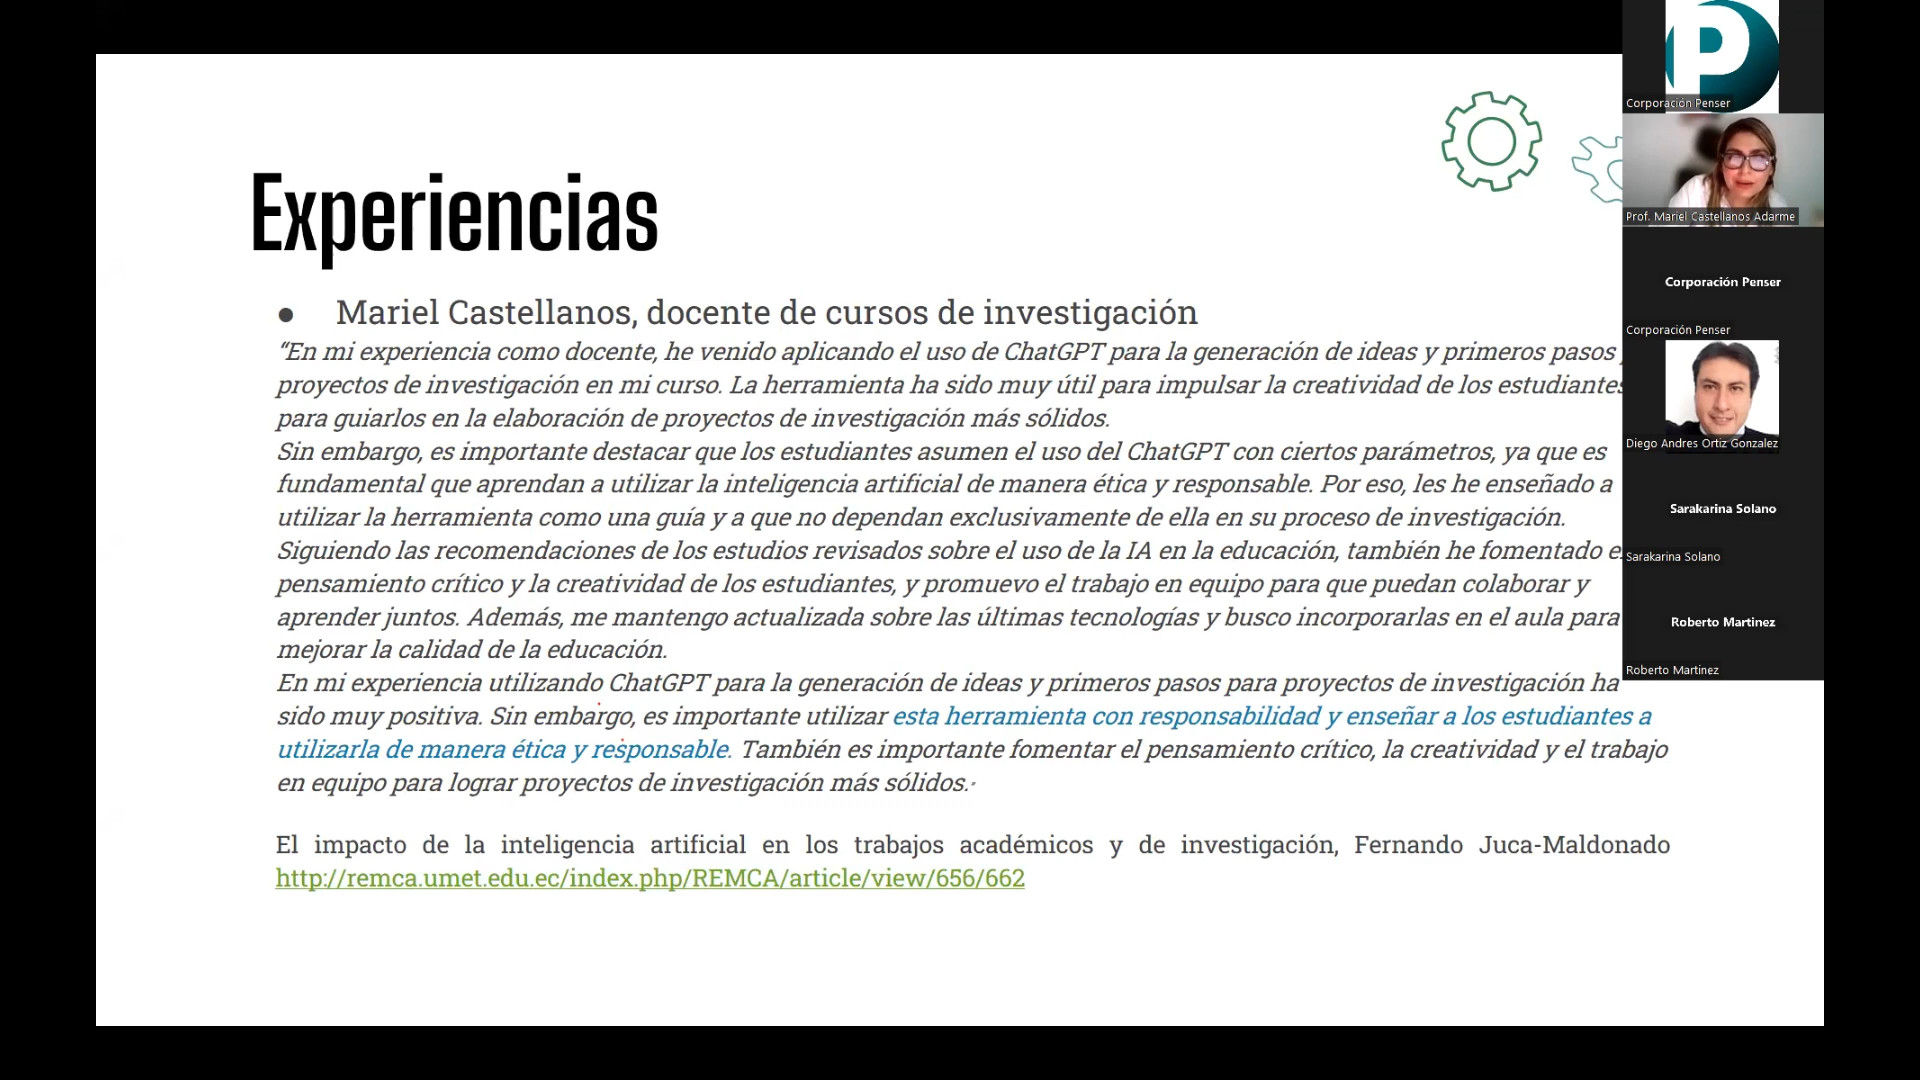 Experiencias
● Mariel Castellanos, docente de cursos de investigación
“En mi experiencia como docente, he venido aplicando el uso de ChatGPT para la generación de ideas y primeros pasos
proyectos de investigación en mi curso. La herramienta ha sido muy útil para impulsar la creatividad de los estudiantes
para guiarlos en la elaboración de proyectos de investigación más sólidos.
Sin embargo, es importante destacar que los estudiantes asumen el uso del ChatGPT con ciertos parámetros, ya que es
fundamental que aprendan a utilizar la inteligencia artificial de manera ética y responsable. Por eso, les he enseñado a
utilizar la herramienta como una guía y a que no dependan exclusivamente de ella en su proceso de investigación.
Siguiendo las recomendaciones de los estudios revisados sobre el uso de la IA en la educación, también he fomentado
pensamiento crítico y la creatividad de los estudiantes, y promuevo el trabajo en equipo para que puedan colaborar y
aprender juntos. Además, me mantengo actualizada sobre las últimas tecnologías y busco incorporarlas en el aula para
mejorar la calidad de la educación.
En mi experiencia utilizando ChatGPT para la generación de ideas y primeros pasos para proyectos de investigación ha
sido muy positiva. Sin embargo, es importante utilizar esta herramienta con responsabilidad y enseñar a los estudiantes a
utilizarla de manera ética y responsable. También es importante fomentar el pensamiento crítico, la creatividad y el trabajo
en equipo para lograr proyectos de investigación más sólidos.
El impacto de la inteligencia artificial en los trabajos académicos y de investigación, Fernando Juca-Maldonado
http://remca.umet.edu.ec/index.php/REMCA/article/view/656/662
P
Corporación Penser
Prof. Mariel Castellanos Adarme
Corporación Penser
Corporación Penser
Diego Andres Ortiz Gonzalez
Sarakarina Solano
Sarakarina Solano
Roberto Martinez
Roberto Martinez